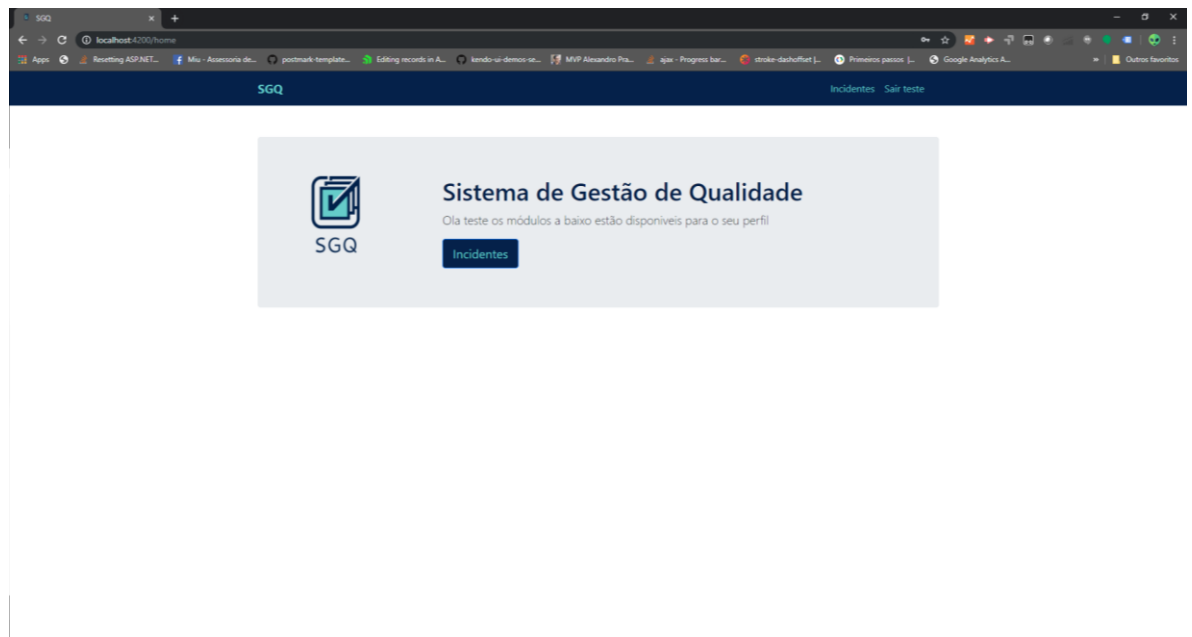 SGQ
localhost:4200/home
Apps
Resetting ASP.NET...
Miu - Assessoria de...
postmark-template...
Editing records in A...
kendo-ui-demos-se...
MVP Alexandro Pra...
ajax - Progress bar...
stroke-dashoffset |...
Primeiros passos |...
Google Analytics A...
Outros favoritos
SGQ
Incidentes
Sair teste
Sistema de Gestão de Qualidade
Ola teste os módulos a baixo estão disponiveis para o seu perfil
SGQ
Incidentes